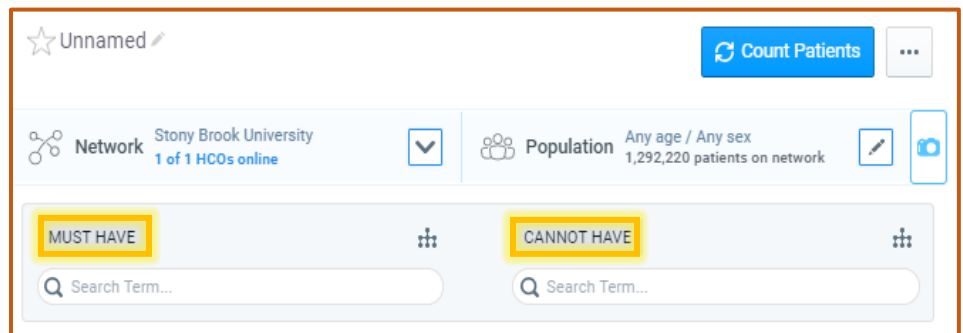 Unnamed
Count Patients
Network
Stony Brook University
1 of 1 HCOs online
Population
Any age / Any sex
1,292,220 patients on network
MUST HAVE
CANNOT HAVE
Search Term...
Search Term...